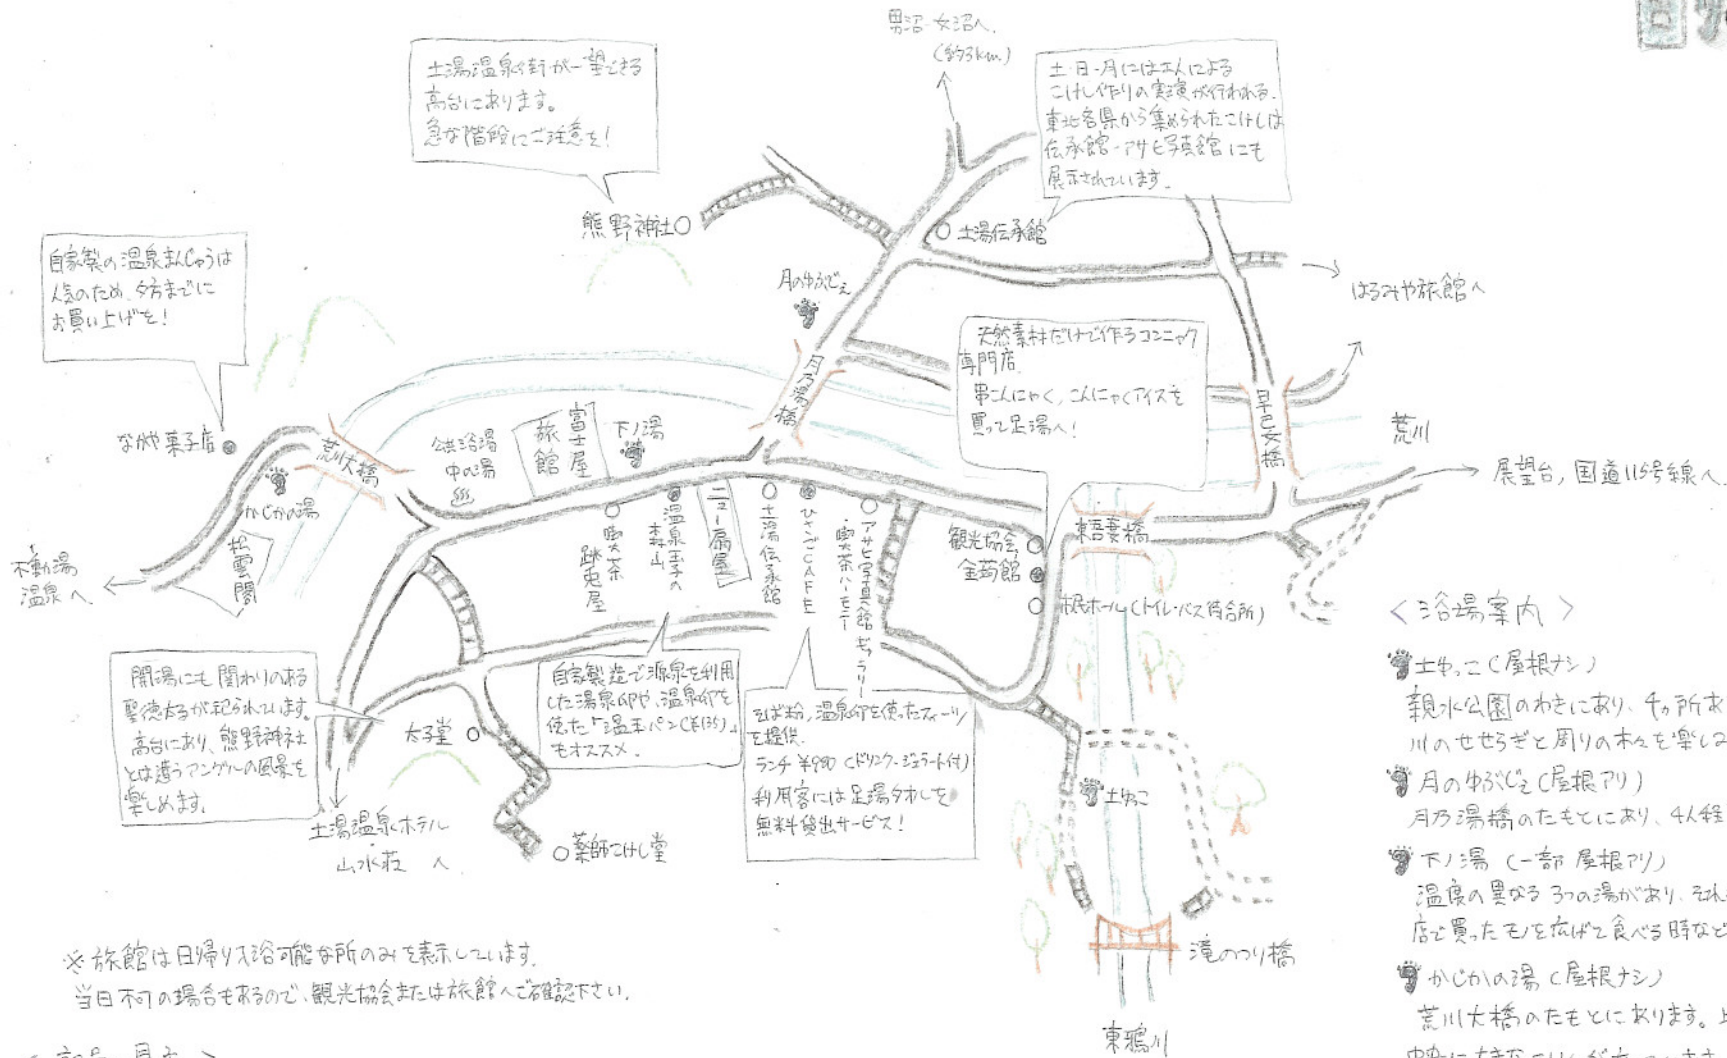 男沼・女沼へ
(約3km)
土湯温泉街が一望できる
高台にあります。
急な階段にご注意を!
土・日・月には工人による
こけし作りの実演が行われる.
東北各県から集められたこけしは
伝承館・アサヒ写真館にも
展示されています.
熊野神社
土湯伝承館
自家製の温泉まんじゅうは
人気のため、夕方までに
お買い上げを!
月のゆぶじぇ
はるみや旅館へ
天然素材だけで作るコンニャク
専門店.
串こんにゃく, こんにゃくアイスを
買って足湯へ!
月乃湯橋
早乙女橋
荒川
ながや菓子店
荒川大橋
公共浴場
中の湯
富士屋
旅館
下ノ湯
展望台, 国道115号線へ
かじかの湯
松雲閣
不動湯
温泉へ
喫茶
跡兎屋
温泉玉子の
森山
ニュー扇屋
土湯伝承館
ひさごCAFE
アサヒ写真館ギャラリー
・喫茶ハーモニー
観光協会
金蒟館
東吾妻橋
市民ホール(トイレ・バス待合所)
開湯にも関わりのある
聖徳太子が祀られています。
高台にあり、熊野神社
とは違うアングルの風景を
楽しめます。
太子堂
自家製造で源泉を利用
した温泉卵や、温泉卵を
使った「温玉パン(¥135)」
もオススメ.
そば粉, 温泉卵を使ったスイーツ
を提供.
ランチ ¥980 (ドリンク・ジェラート付)
利用客には足湯タオルを
無料貸出サービス!
土湯温泉ホテル
山水荘 へ
薬師こけし堂
土ゆっこ
滝のつり橋
東鴉川
<浴場案内>
土ゆっこ(屋根ナシ)
親水公園のわきにあり、4ヶ所あ
川のせせらぎと周りの木々を楽しみ
月のゆぶじぇ(屋根アリ)
月乃湯橋のたもとにあり、4人程
下ノ湯 (一部 屋根アリ)
温度の異なる3つの湯があり、それ
店で買ったモノを広げて食べる時など
かじかの湯(屋根ナシ)
荒川大橋のたもとにあります。
※ 旅館は日帰り入浴可能な所のみを表示しています.
当日不可の場合もあるので、観光協会または旅館へご確認下さい.